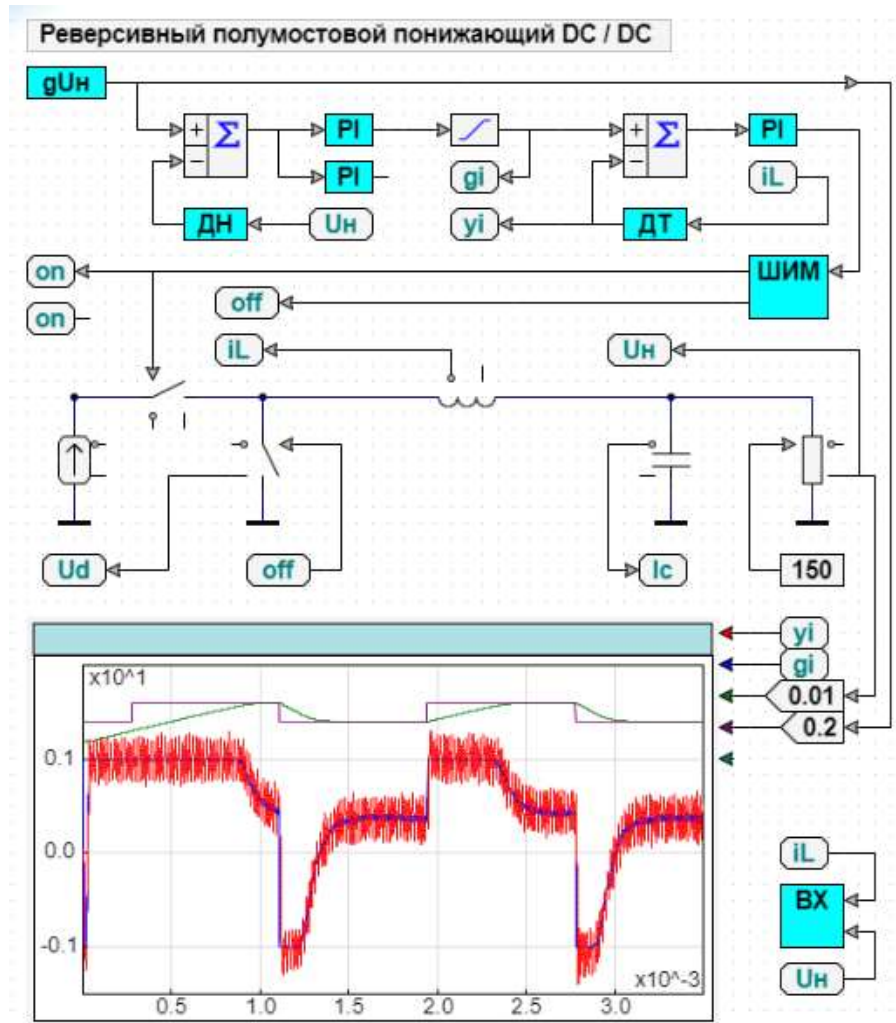 Реверсивный полумостовой понижающий DC / DC
gUн
+ Σ PI + Σ PI
− PI gi − iL
ДН Uн yi ДТ
on ШИМ
off
on
iL Uн
Ud off Ic 150
yi
gi
x10^1 0.01
0.2
0.1
0.0 iL
ВХ
-0.1
x10^-3 Uн
0.5 1.0 1.5 2.0 2.5 3.0